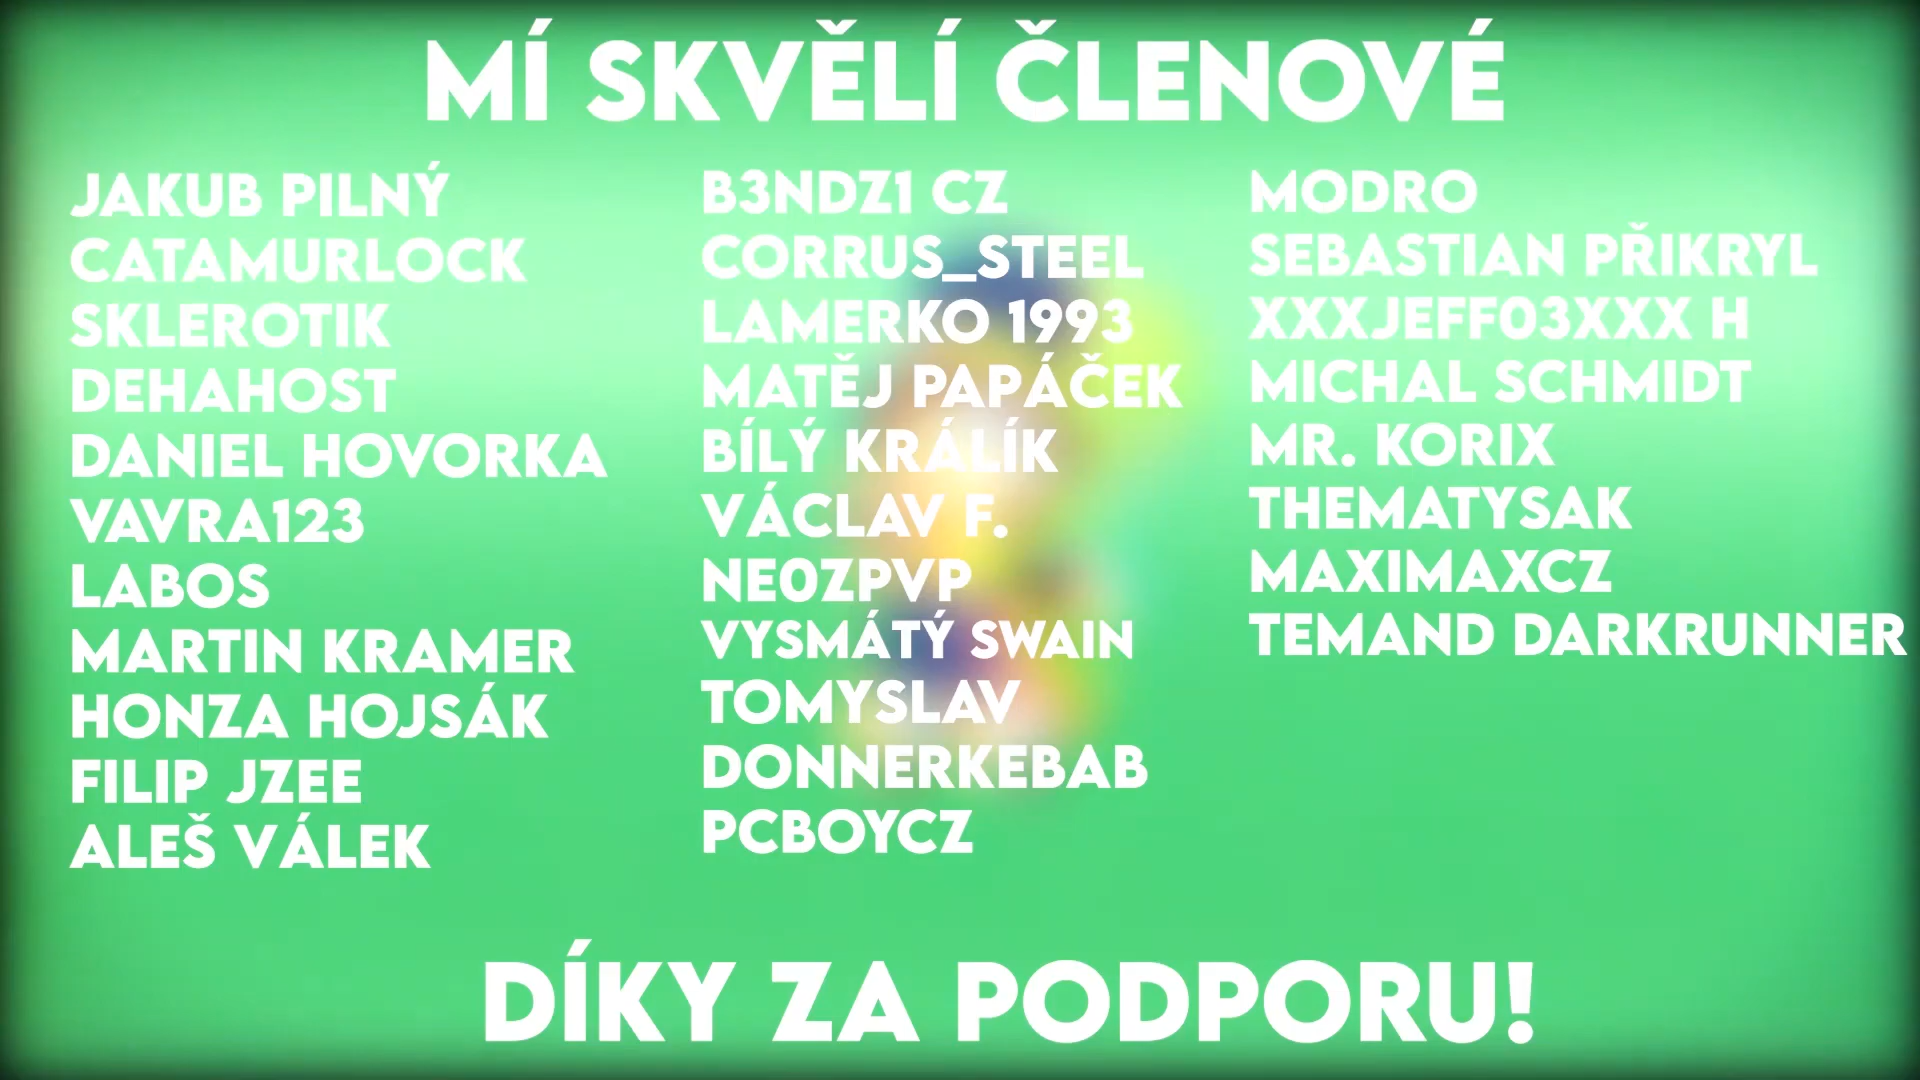 MÍ SKVĚLÍ ČLENOVÉ
JAKUB PILNÝ
CATAMURLOCK
SKLEROTIK
DEHAHOST
DANIEL HOVORKA
VAVRA123
LABOS
MARTIN KRAMER
HONZA HOJSÁK
FILIP JZEE
ALEŠ VÁLEK
B3NDZ1 CZ
CORRUS_STEEL
LAMERKO 1993
MATĚJ PAPÁČEK
BÍLÝ KRÁLÍK
VÁCLAV F.
NE0ZPVP
VYSMÁTÝ SWAIN
TOMYSLAV
DONNERKEBAB
PCBOYCZ
MODRO
SEBASTIAN PŘIKRYL
XXXJEFF03XXX H
MICHAL SCHMIDT
MR. KORIX
THEMATYSAK
MAXIMAXCZ
TEMAND DARKRUNNER
DÍKY ZA PODPORU!